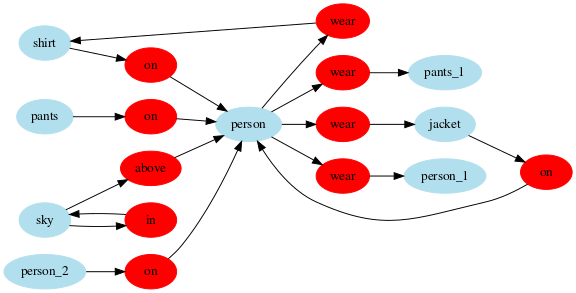 wear
shirt
on
wear
pants_1
pants
on
person
wear
jacket
above
wear
person_1
on
sky
in
person_2
on